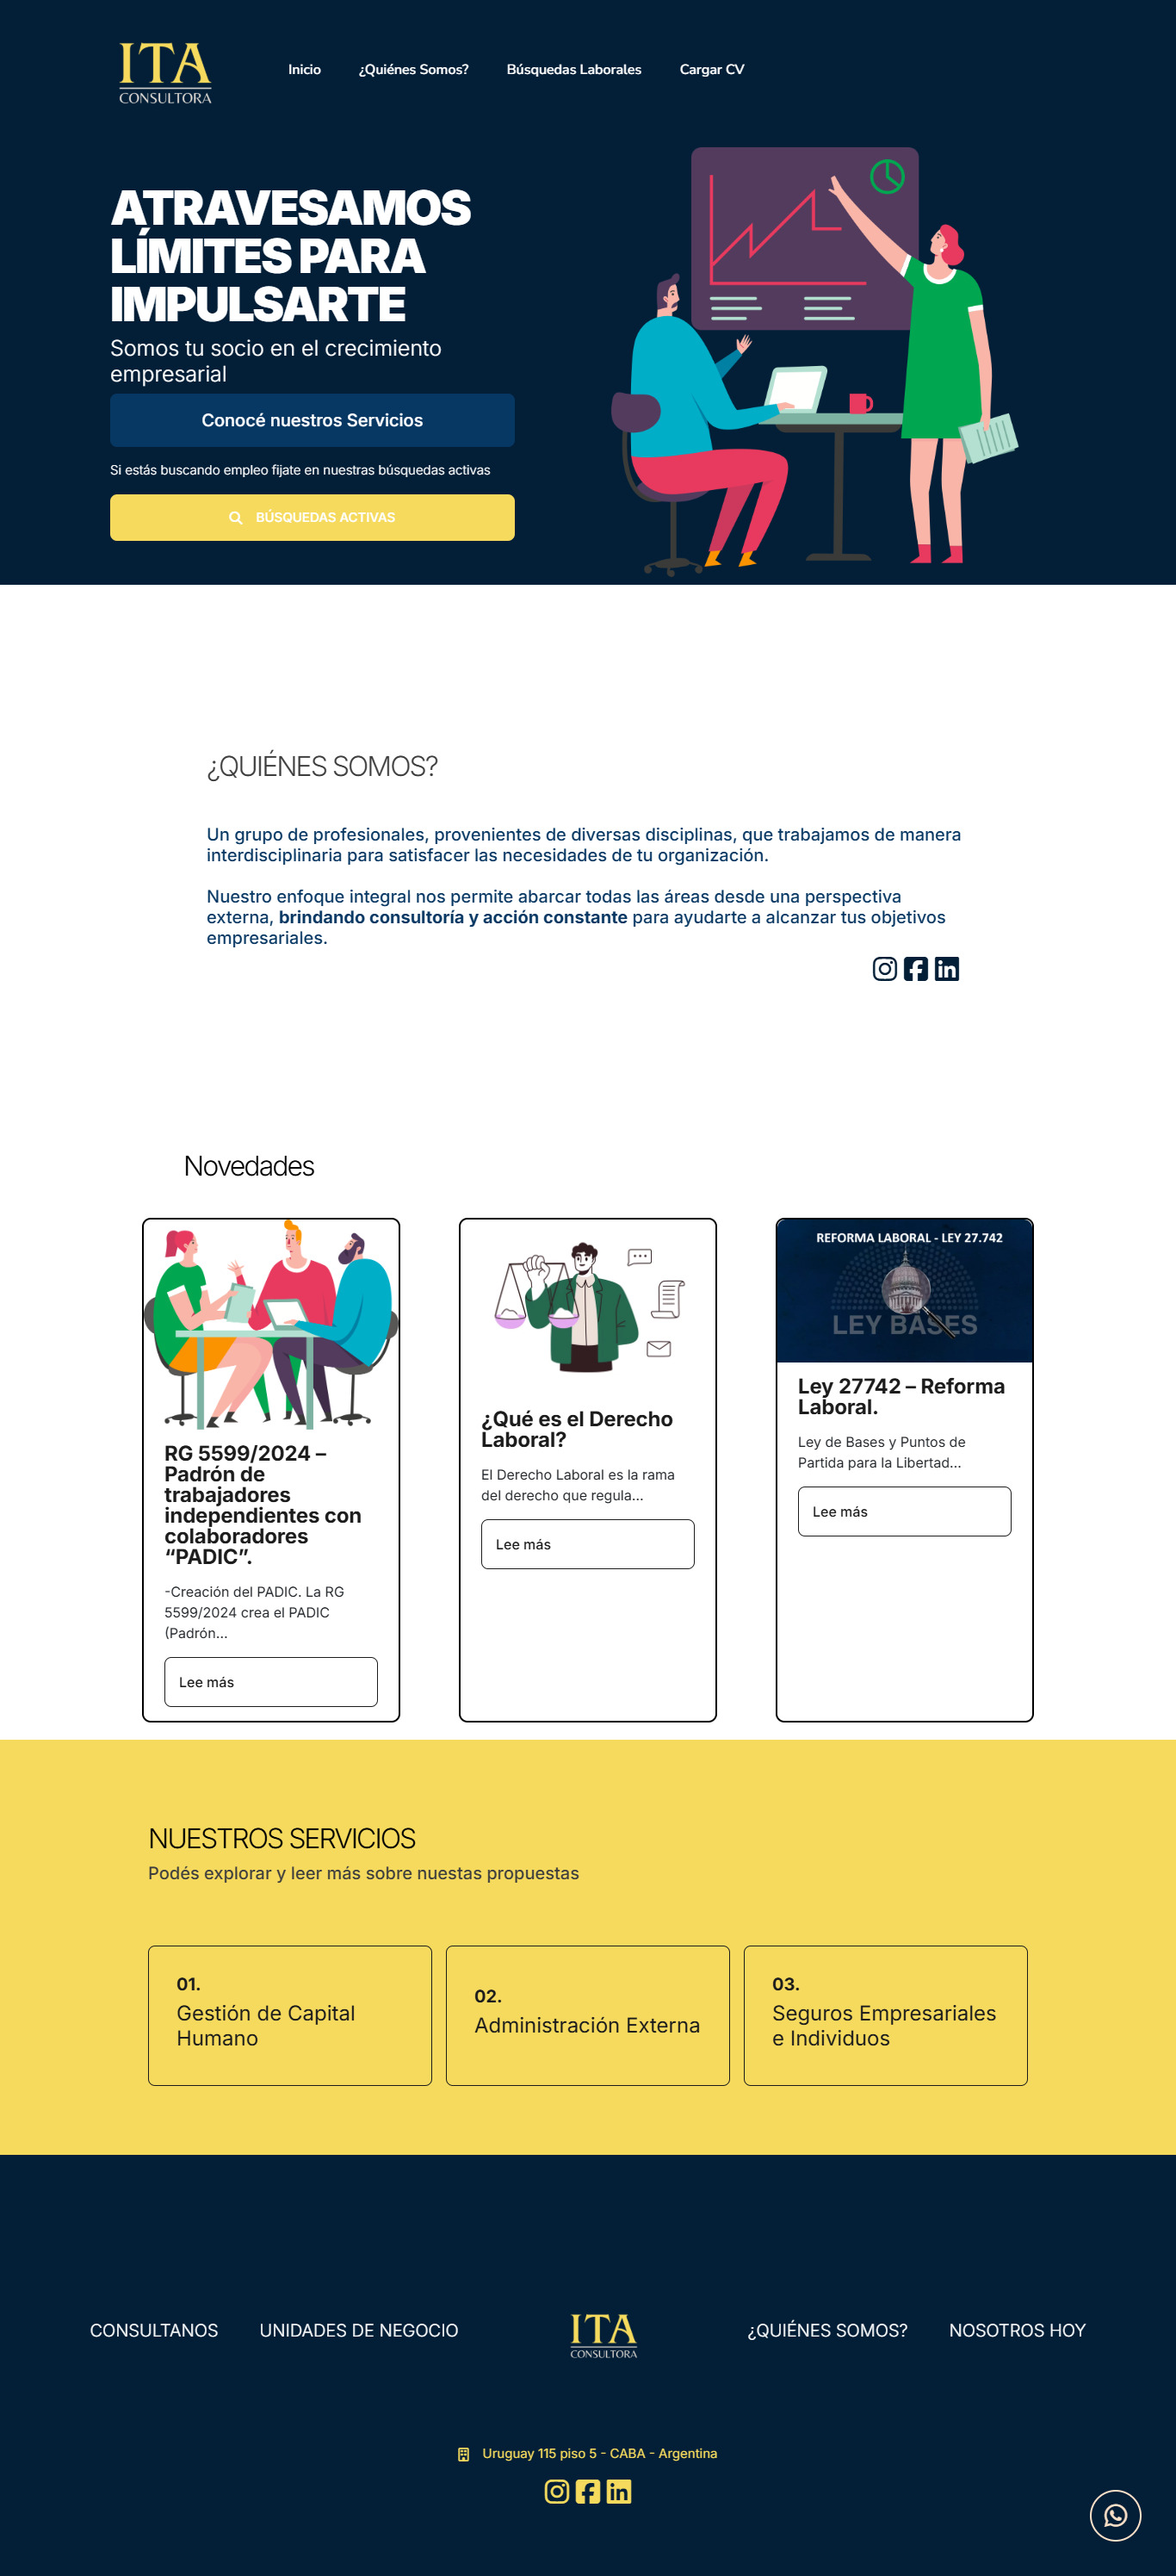 ITA
CONSULTORA
Inicio
¿Quiénes Somos?
Búsquedas Laborales
Cargar CV
ATRAVESAMOS
LÍMITES PARA
IMPULSARTE
Somos tu socio en el crecimiento
empresarial
Conocé nuestros Servicios
Si estás buscando empleo fijate en nuestras búsquedas activas
BÚSQUEDAS ACTIVAS
¿QUIÉNES SOMOS?
Un grupo de profesionales, provenientes de diversas disciplinas, que trabajamos de manera
interdisciplinaria para satisfacer las necesidades de tu organización.
Nuestro enfoque integral nos permite abarcar todas las áreas desde una perspectiva
externa, brindando consultoría y acción constante para ayudarte a alcanzar tus objetivos
empresariales.
Novedades
RG 5599/2024 –
Padrón de
trabajadores
independientes con
colaboradores
“PADIC”.
-Creación del PADIC. La RG
5599/2024 crea el PADIC
(Padrón...
Lee más
¿Qué es el Derecho
Laboral?
El Derecho Laboral es la rama
del derecho que regula...
Lee más
REFORMA LABORAL - LEY 27.742
LEY BASES
Ley 27742 – Reforma
Laboral.
Ley de Bases y Puntos de
Partida para la Libertad...
Lee más
NUESTROS SERVICIOS
Podés explorar y leer más sobre nuestas propuestas
01.
Gestión de Capital
Humano
02.
Administración Externa
03.
Seguros Empresariales
e Individuos
CONSULTANOS
UNIDADES DE NEGOCIO
ITA
CONSULTORA
¿QUIÉNES SOMOS?
NOSOTROS HOY
Uruguay 115 piso 5 - CABA - Argentina